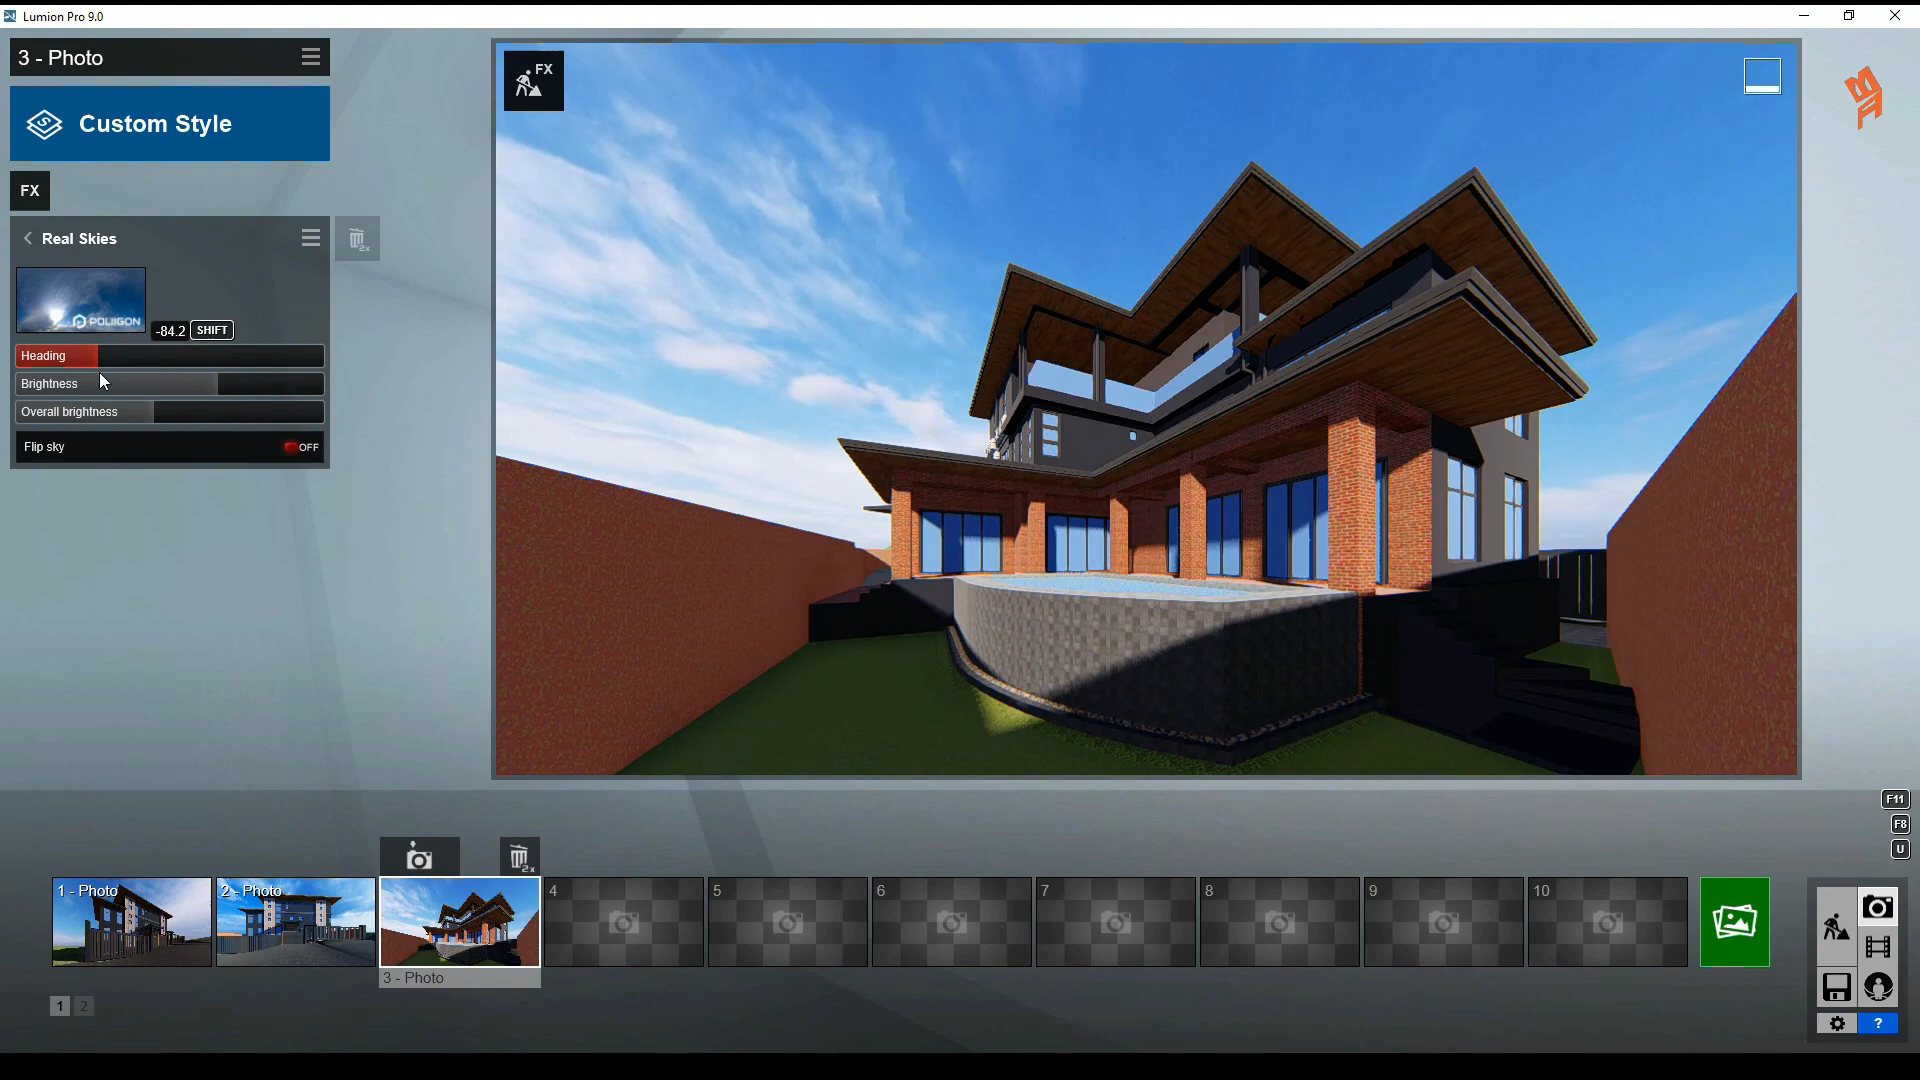 Lumion Pro 9.0
3 - Photo
Custom Style
FX
FX
Real Skies
2x
POLIIGON
-84.2 SHIFT
Heading
Brightness
Overall brightness
Flip sky OFF
F11
F8
U
2x
1 - Photo
2 - Photo
4
5
6
7
8
9
10
3 - Photo
1 2
?